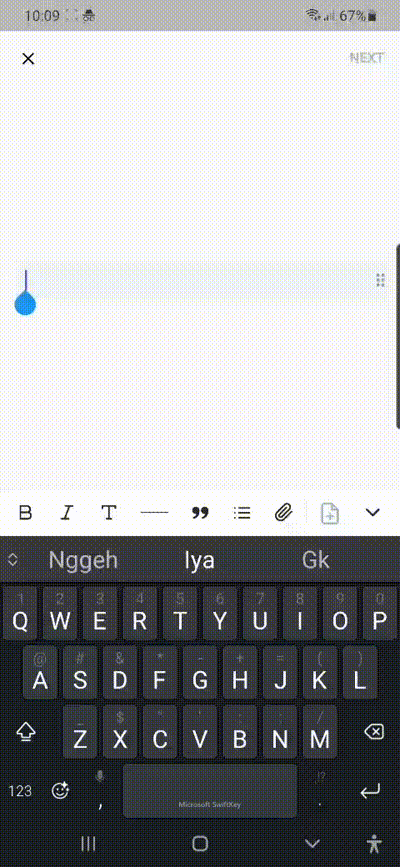 10:09 67%
NEXT
B I T
Nggeh Iya Gk
1 2 3 4 5 6 7 8 9 0
Q W E R T Y U I O P
@ # & * - + = ( )
A S D F G H J K L
_ $ " ' : ; /
Z X C V B N M
123 , !? .
Microsoft SwiftKey